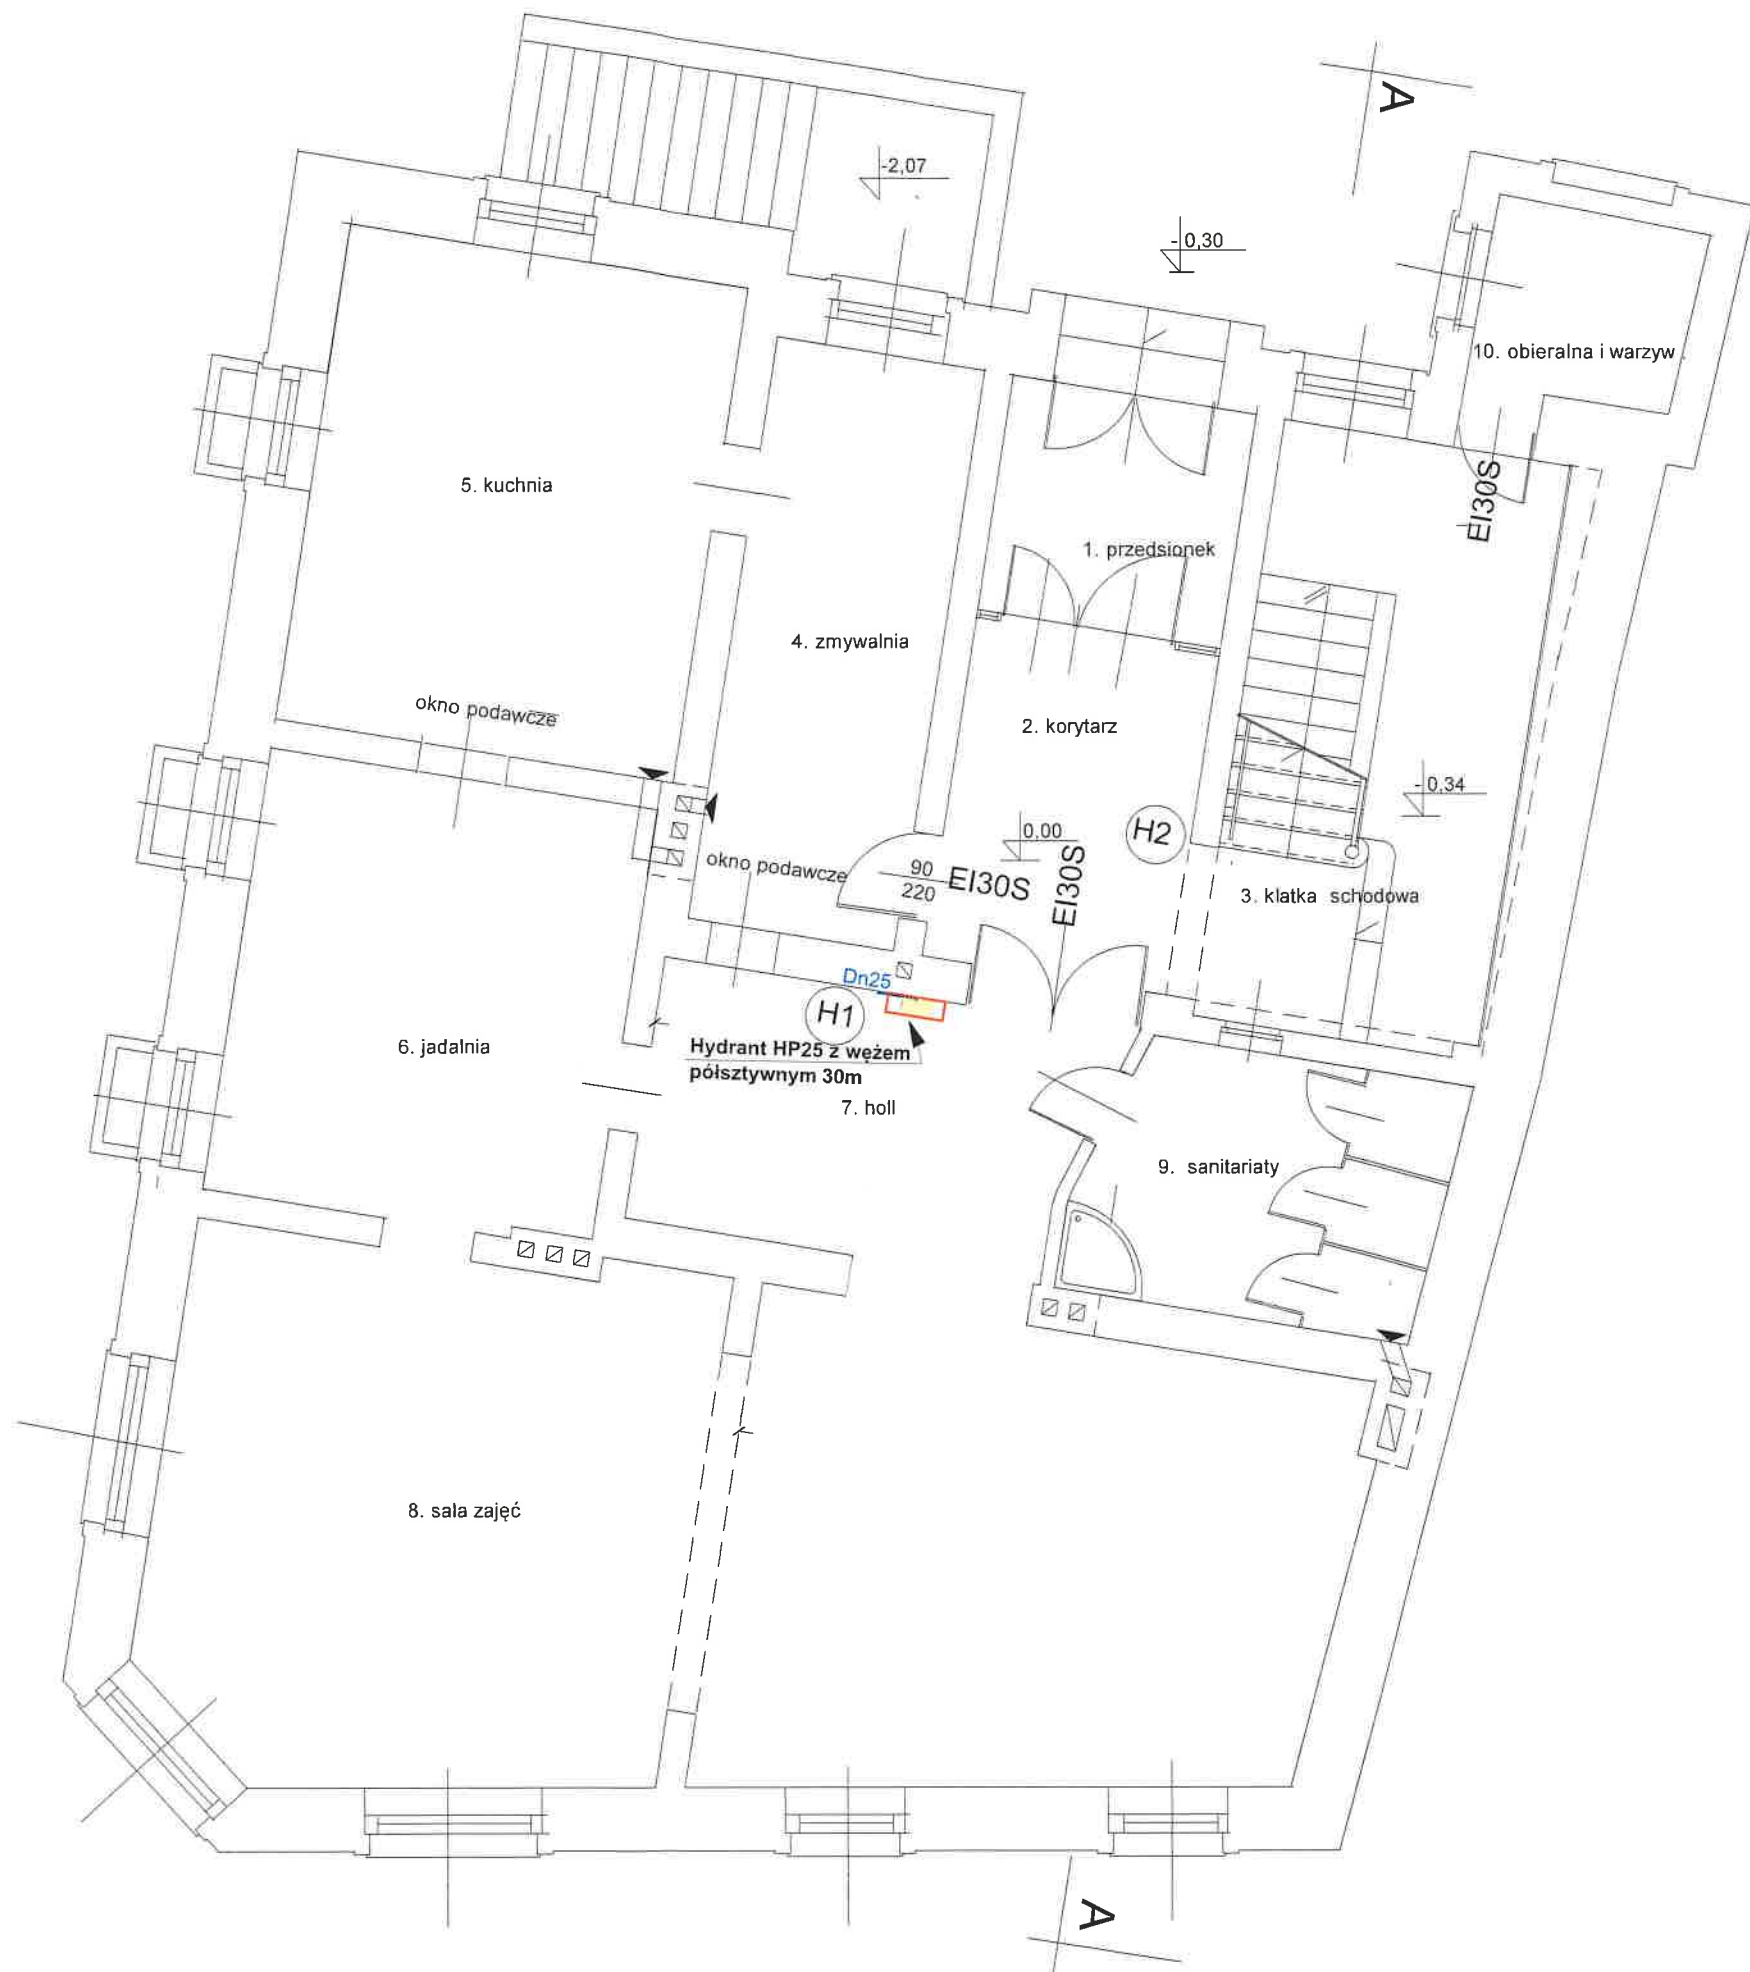 A
-2,07
- 0,30
10. obieralna i warzyw
5. kuchnia
EI30S
1. przedsionek
4. zmywalnia
okno podawcze
2. korytarz
- 0,34
0,00
H2
okno podawcze
90
220
EI30S
EI30S
3. klatka schodowa
Dn25
H1
6. jadalnia
Hydrant HP25 z wężem
półsztywnym 30m
7. holl
9. sanitariaty
8. sala zajęć
A